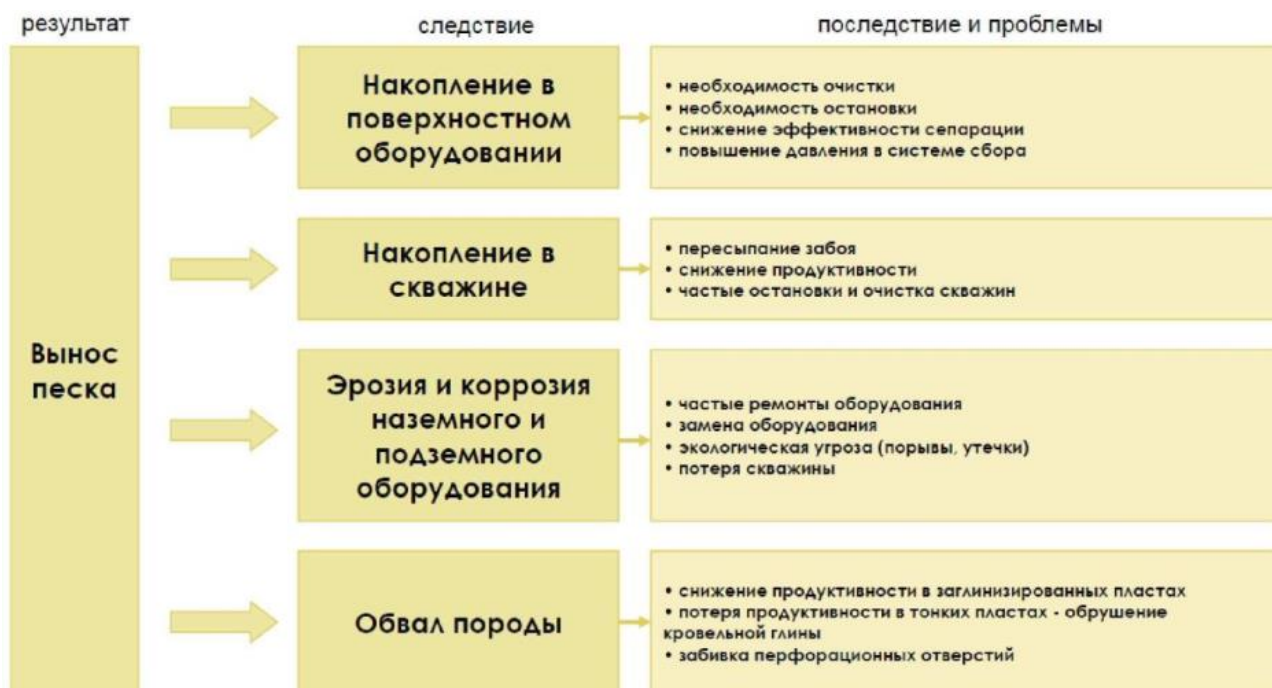 результат
следствие
последствие и проблемы
Вынос
песка
Накопление в
поверхностном
оборудовании
• необходимость очистки
• необходимость остановки
• снижение эффективности сепарации
• повышение давления в системе сбора
Накопление в
скважине
• пересыпание забоя
• снижение продуктивности
• частые остановки и очистка скважин
Эрозия и коррозия
наземного и
подземного
оборудования
• частые ремонты оборудования
• замена оборудования
• экологическая угроза (порывы, утечки)
• потеря скважины
Обвал породы
• снижение продуктивности в заглинизированных пластах
• потеря продуктивности в тонких пластах - обрушение
кровельной глины
• забивка перфорационных отверстий